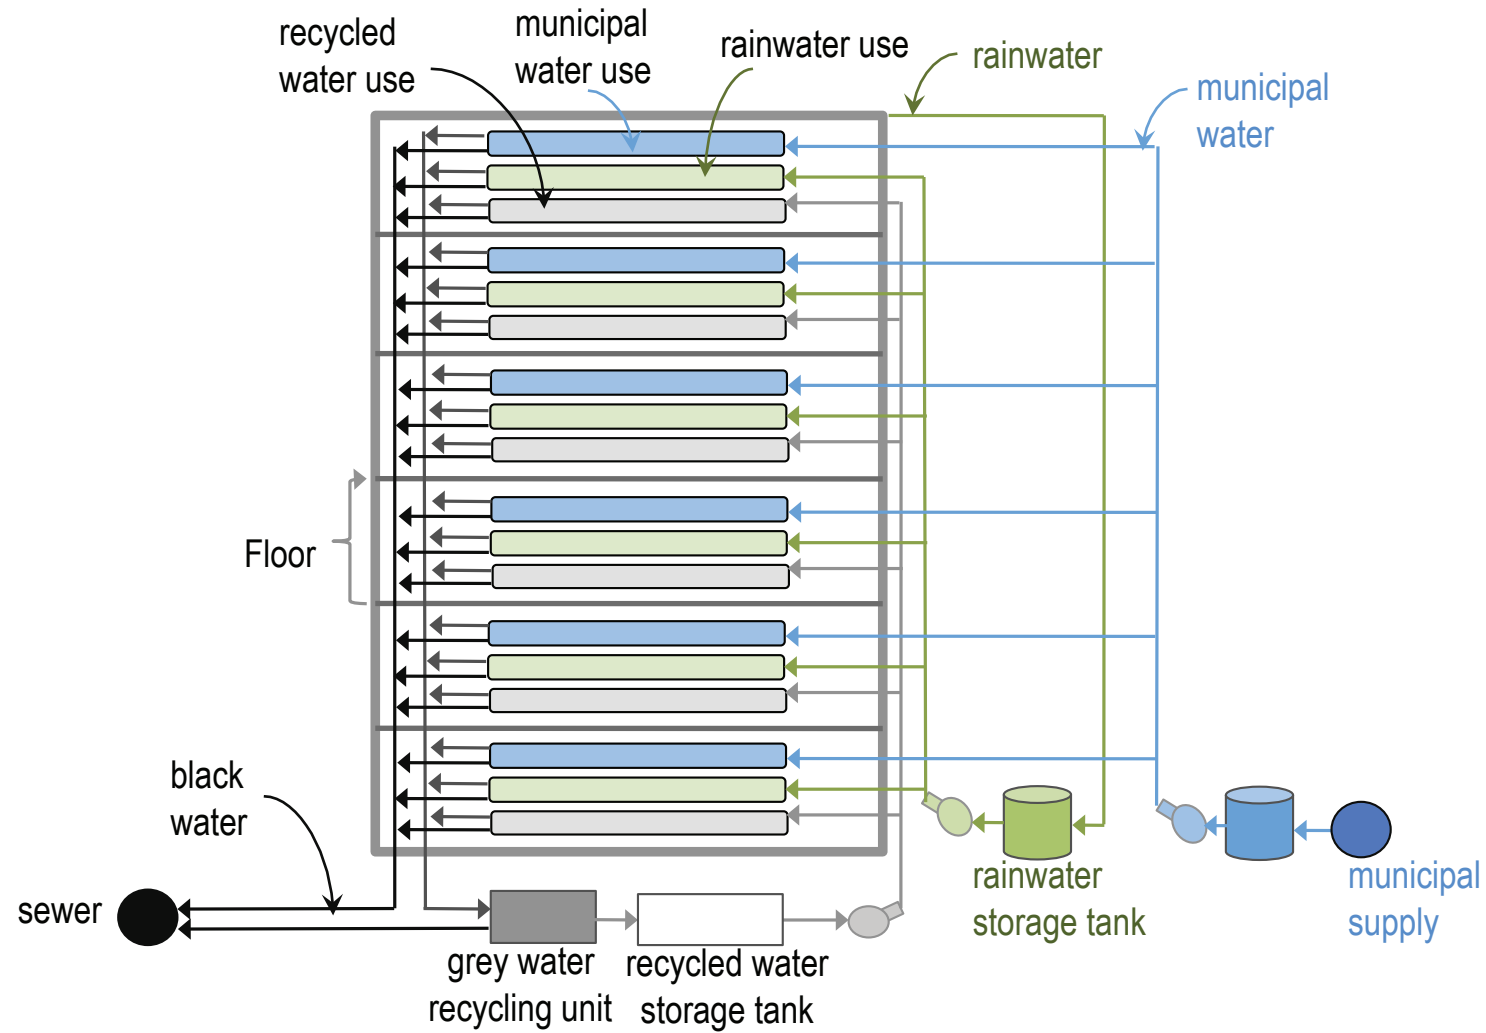 recycled
water use
municipal
water use
rainwater use
rainwater
municipal
water
Floor
black
water
sewer
grey water
recycling unit
recycled water
storage tank
rainwater
storage tank
municipal
supply